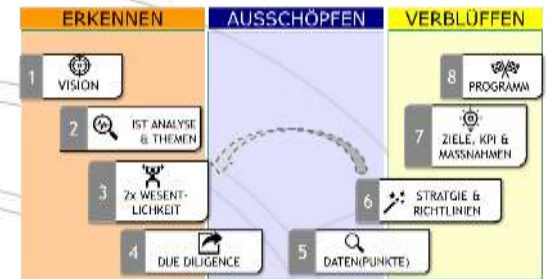 ERKENNEN
AUSSCHÖPFEN
VERBLÜFFEN
1
VISION
2
IST ANALYSE
& THEMEN
3
2x WESENT-
LICHKEIT
4
DUE DILIGENCE
5
DATEN(PUNKTE)
6
STRATGIE &
RICHTLINIEN
7
ZIELE, KPI &
MASSNAHMEN
8
PROGRAMM